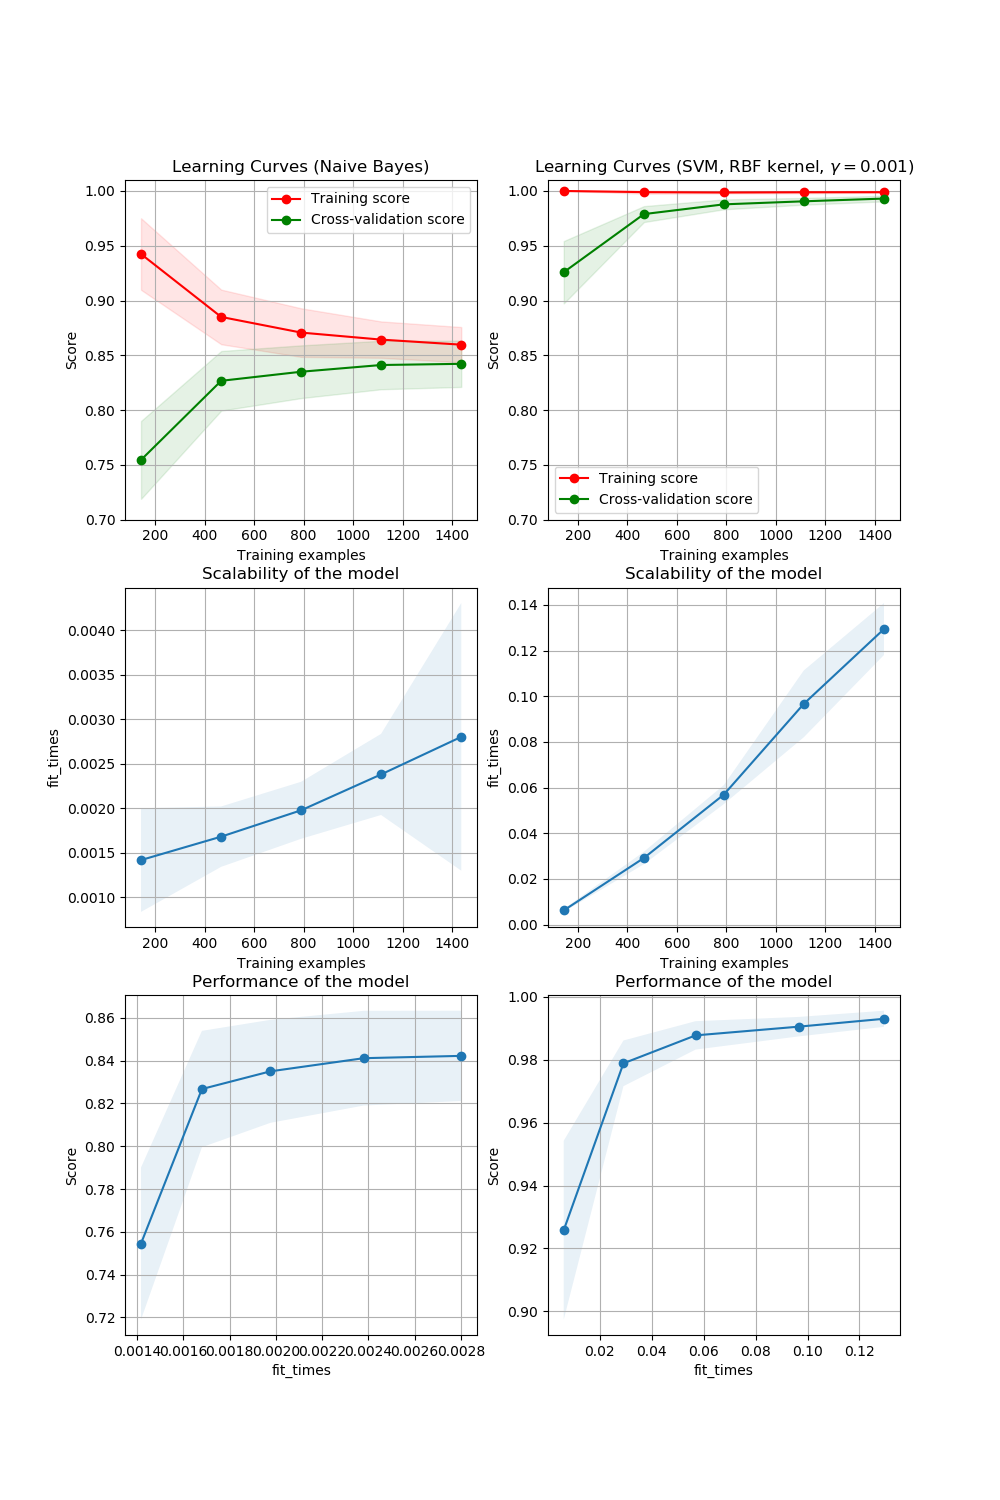 Learning Curves (Naive Bayes)
1.00
0.95
0.90
0.85
0.80
0.75
0.70
Score
Training score
Cross-validation score
200 400 600 800 1000 1200 1400
Training examples
Learning Curves (SVM, RBF kernel, γ = 0.001)
1.00
0.95
0.90
0.85
0.80
0.75
0.70
Score
Training score
Cross-validation score
200 400 600 800 1000 1200 1400
Training examples
Scalability of the model
0.0040
0.0035
0.0030
0.0025
0.0020
0.0015
0.0010
fit_times
200 400 600 800 1000 1200 1400
Training examples
Scalability of the model
0.14
0.12
0.10
0.08
0.06
0.04
0.02
0.00
fit_times
200 400 600 800 1000 1200 1400
Training examples
Performance of the model
0.86
0.84
0.82
0.80
0.78
0.76
0.74
0.72
Score
0.0014 0.0016 0.0018 0.0020 0.0022 0.0024 0.0026 0.0028
fit_times
Performance of the model
1.00
0.98
0.96
0.94
0.92
0.90
Score
0.02 0.04 0.06 0.08 0.10 0.12
fit_times